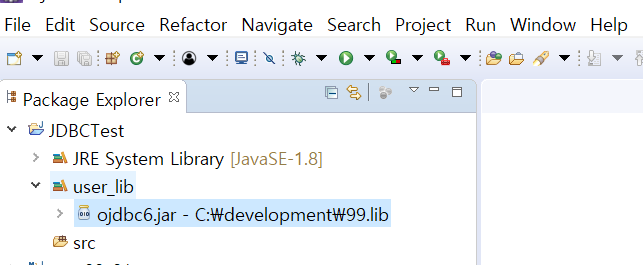 File Edit Source Refactor Navigate Search Project Run Window Help
Package Explorer
JDBCTest
JRE System Library [JavaSE-1.8]
user_lib
ojdbc6.jar - C:₩development₩99.lib
src